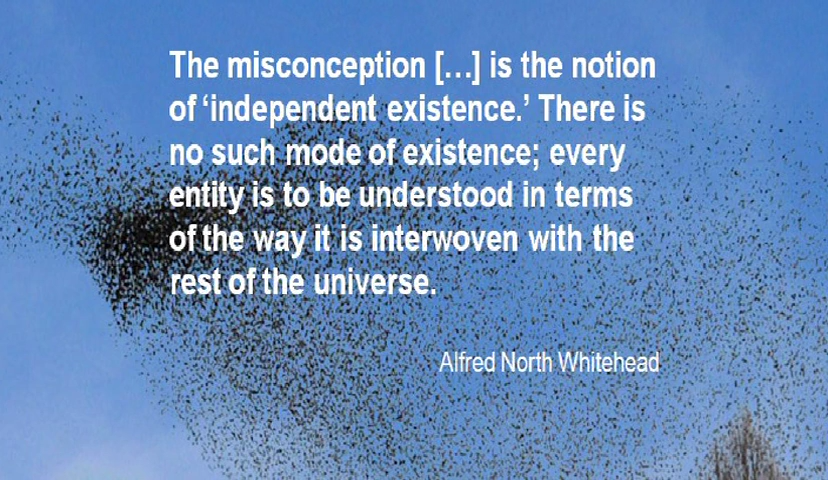 The misconception […] is the notion
of ‘independent existence.’ There is
no such mode of existence; every
entity is to be understood in terms
of the way it is interwoven with the
rest of the universe.
Alfred North Whitehead